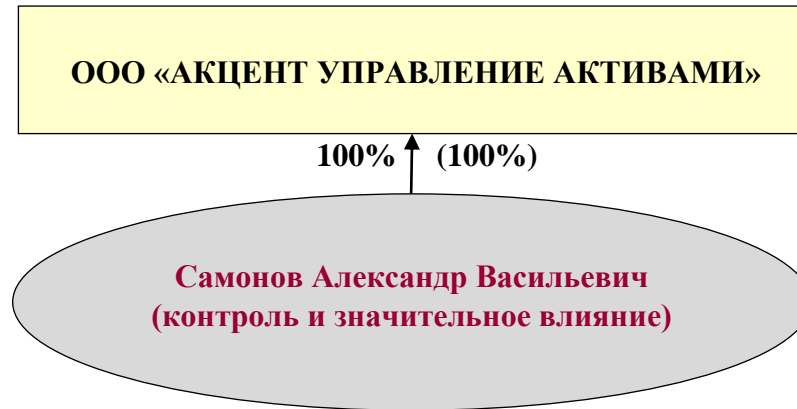 ООО «АКЦЕНТ УПРАВЛЕНИЕ АКТИВАМИ»
100% (100%)
Самонов Александр Васильевич
(контроль и значительное влияние)